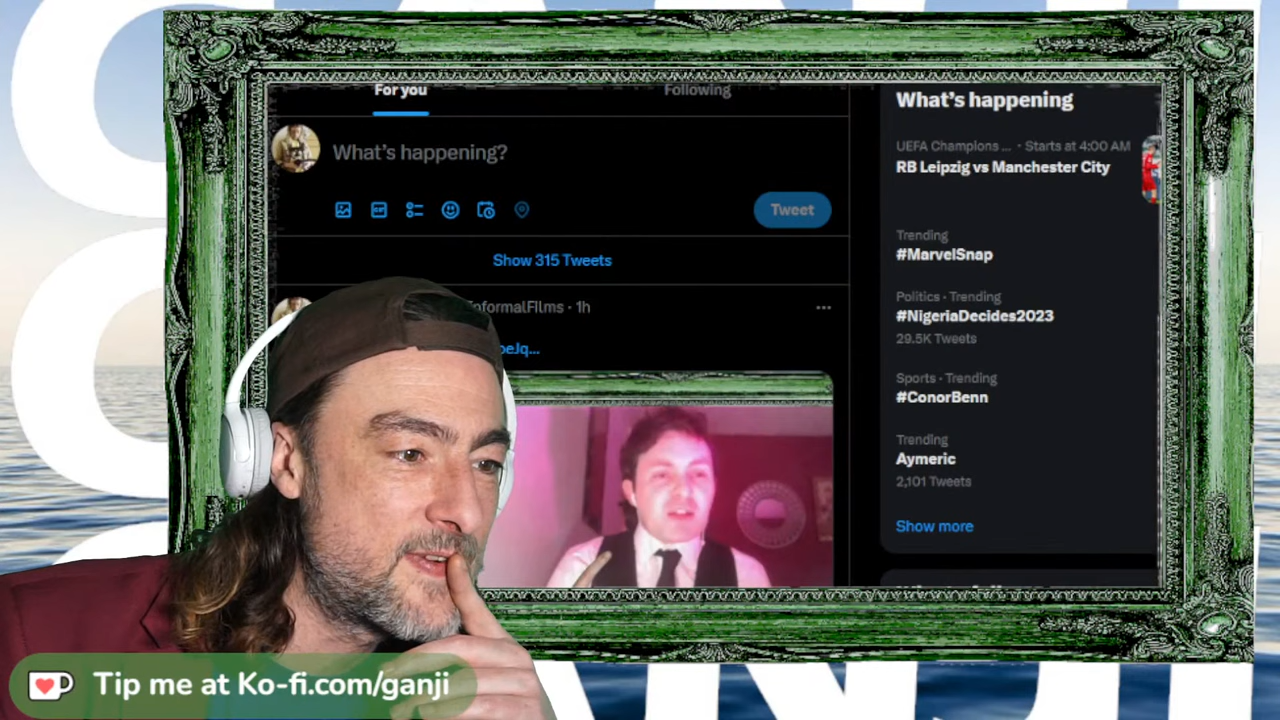 For you
Following
What's happening?
Tweet
Show 315 Tweets
InformalFIms · 1h
What's happening
UEFA Champions ... · Starts at 4:00 AM
RB Leipzig vs Manchester City
Trending
#MarvelSnap
Politics · Trending
#NigeriaDecides2023
29.5K Tweets
Sports · Trending
#ConorBenn
Trending
Aymeric
2,101 Tweets
Show more
Tip me at Ko-fi.com/ganji